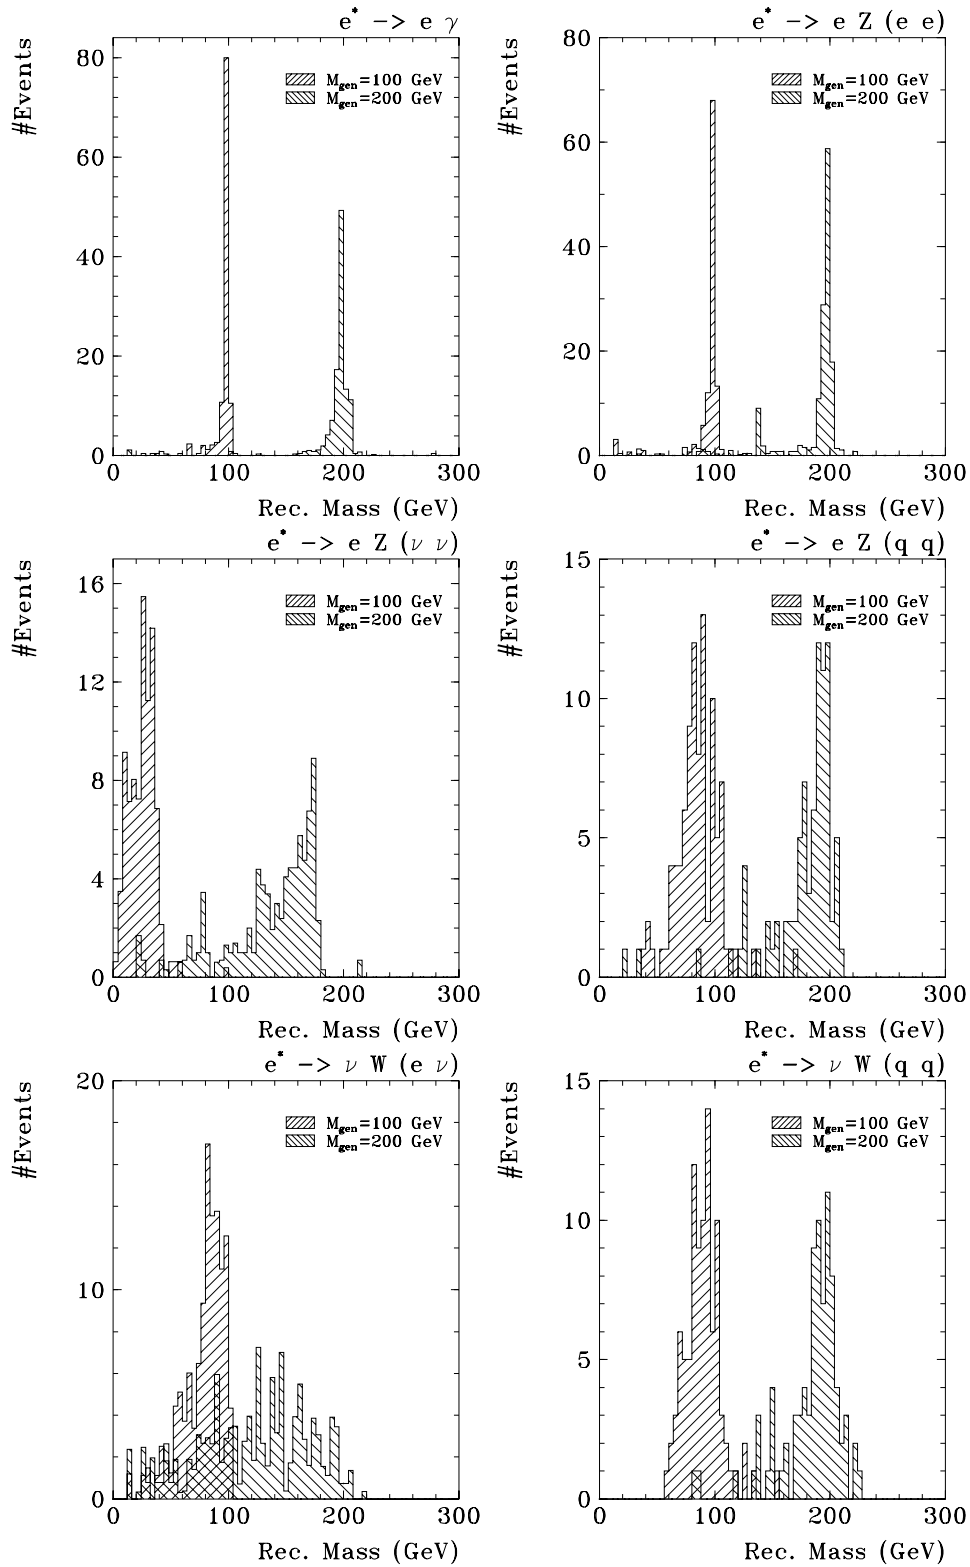 e* -> e γ
#Events
80
60
40
20
0
M_gen=100 GeV
M_gen=200 GeV
0 100 200 300
Rec. Mass (GeV)
e* -> e Z (e e)
#Events
80
60
40
20
0
M_gen=100 GeV
M_gen=200 GeV
0 100 200 300
Rec. Mass (GeV)
e* -> e Z (ν ν)
#Events
16
12
8
4
0
M_gen=100 GeV
M_gen=200 GeV
0 100 200 300
Rec. Mass (GeV)
e* -> e Z (q q)
#Events
15
10
5
0
M_gen=100 GeV
M_gen=200 GeV
0 100 200 300
Rec. Mass (GeV)
e* -> ν W (e ν)
#Events
20
10
0
M_gen=100 GeV
M_gen=200 GeV
0 100 200 300
Rec. Mass (GeV)
e* -> ν W (q q)
#Events
15
10
5
0
M_gen=100 GeV
M_gen=200 GeV
0 100 200 300
Rec. Mass (GeV)